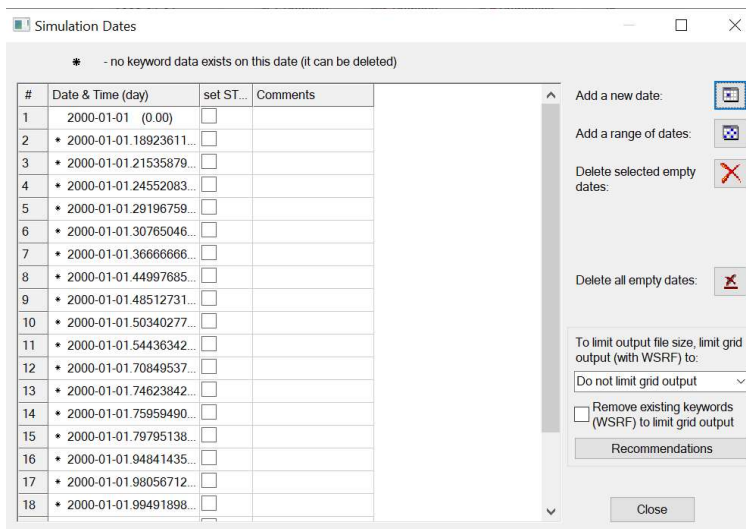 Simulation Dates
* - no keyword data exists on this date (it can be deleted)
# Date & Time (day) set ST... Comments
1 2000-01-01 (0.00)
2 * 2000-01-01.18923611...
3 * 2000-01-01.21535879...
4 * 2000-01-01.24552083...
5 * 2000-01-01.29196759...
6 * 2000-01-01.30765046...
7 * 2000-01-01.36666666...
8 * 2000-01-01.44997685...
9 * 2000-01-01.48512731...
10 * 2000-01-01.50340277...
11 * 2000-01-01.54436342...
12 * 2000-01-01.70849537...
13 * 2000-01-01.74623842...
14 * 2000-01-01.75959490...
15 * 2000-01-01.79795138...
16 * 2000-01-01.94841435...
17 * 2000-01-01.98056712...
18 * 2000-01-01.99491898...
Add a new date:
Add a range of dates:
Delete selected empty
dates:
Delete all empty dates:
To limit output file size, limit grid
output (with WSRF) to:
Do not limit grid output
Remove existing keywords
(WSRF) to limit grid output
Recommendations
Close